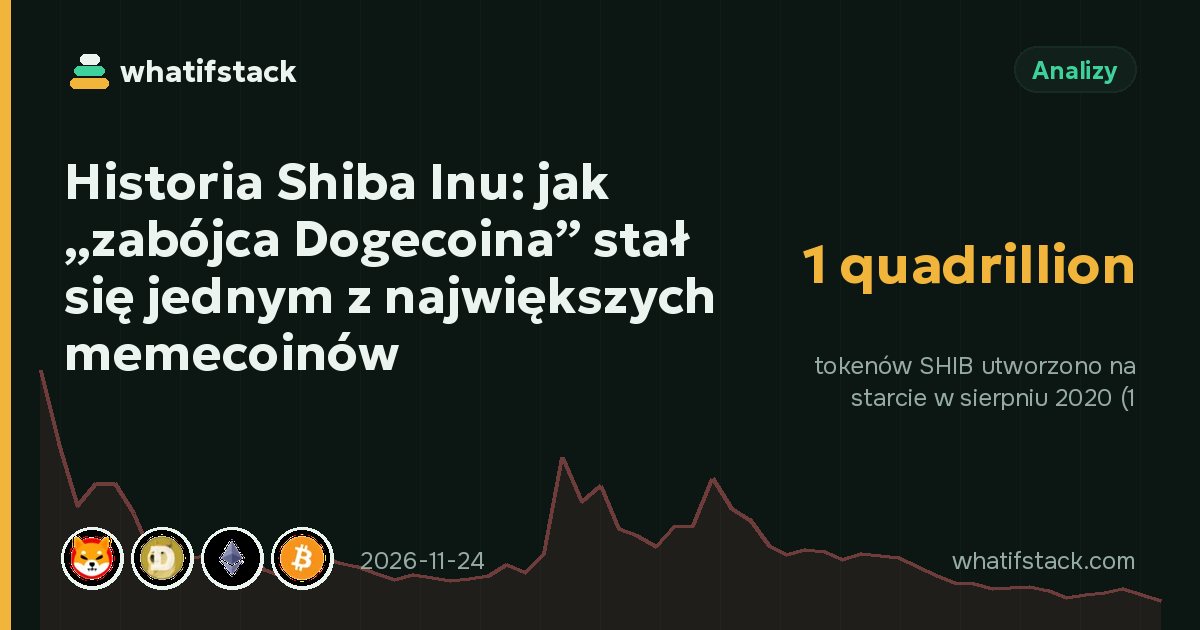 whatifstack
Analizy
Historia Shiba Inu: jak
„zabójca Dogecoina” stał
się jednym z największych
memecoinów
1 quadrillion
tokenów SHIB utworzono na
starcie w sierpniu 2020 (1
2026-11-24
whatifstack.com